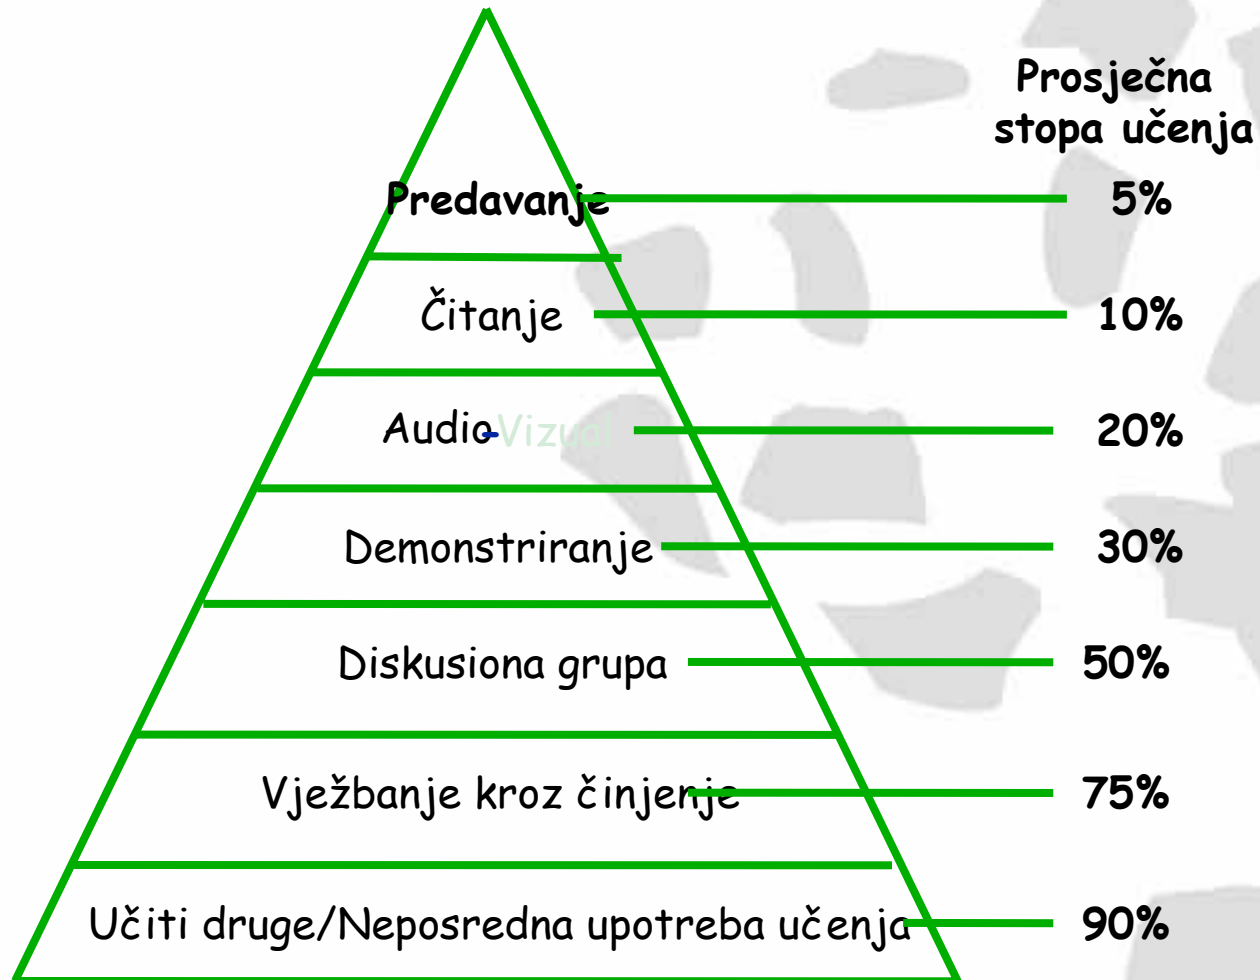 Prosječna
stopa učenja
Predavanje 5%
Čitanje 10%
Audio-Vizual 20%
Demonstriranje 30%
Diskusiona grupa 50%
Vježbanje kroz činjenje 75%
Učiti druge/Neposredna upotreba učenja 90%